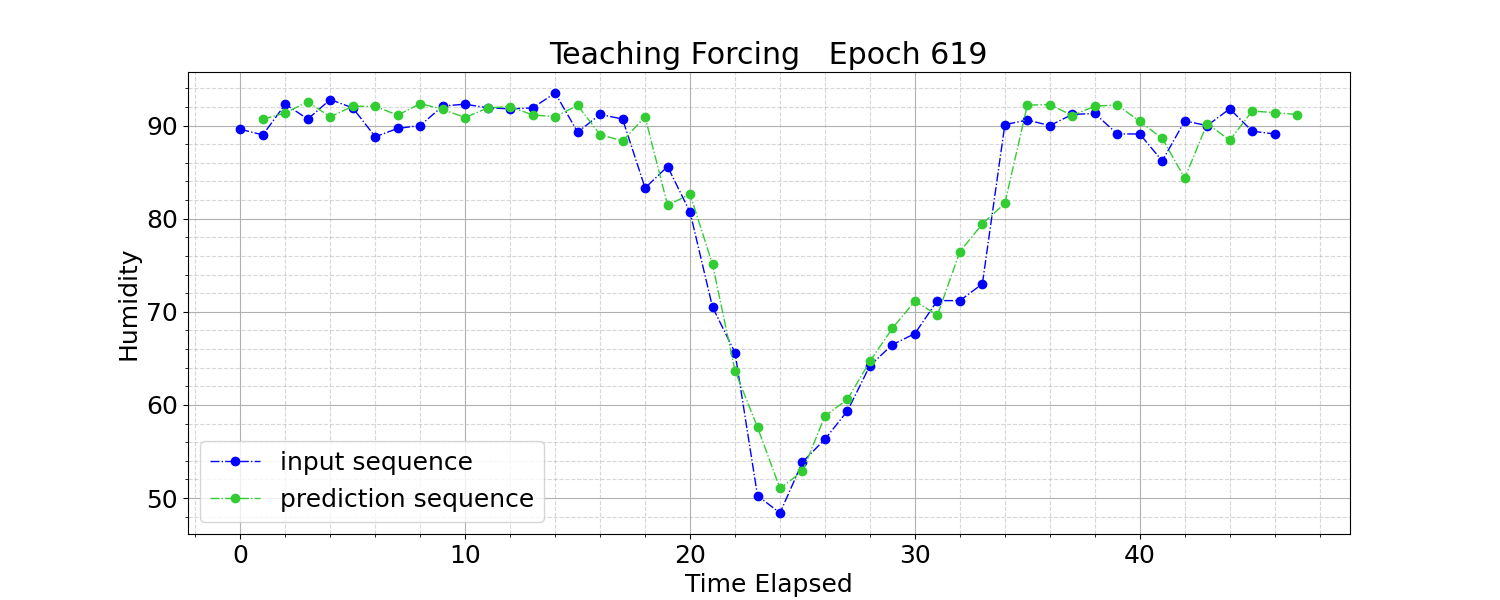 Teaching Forcing   Epoch 619
Humidity
90
80
70
60
50
input sequence
prediction sequence
0 10 20 30 40
Time Elapsed